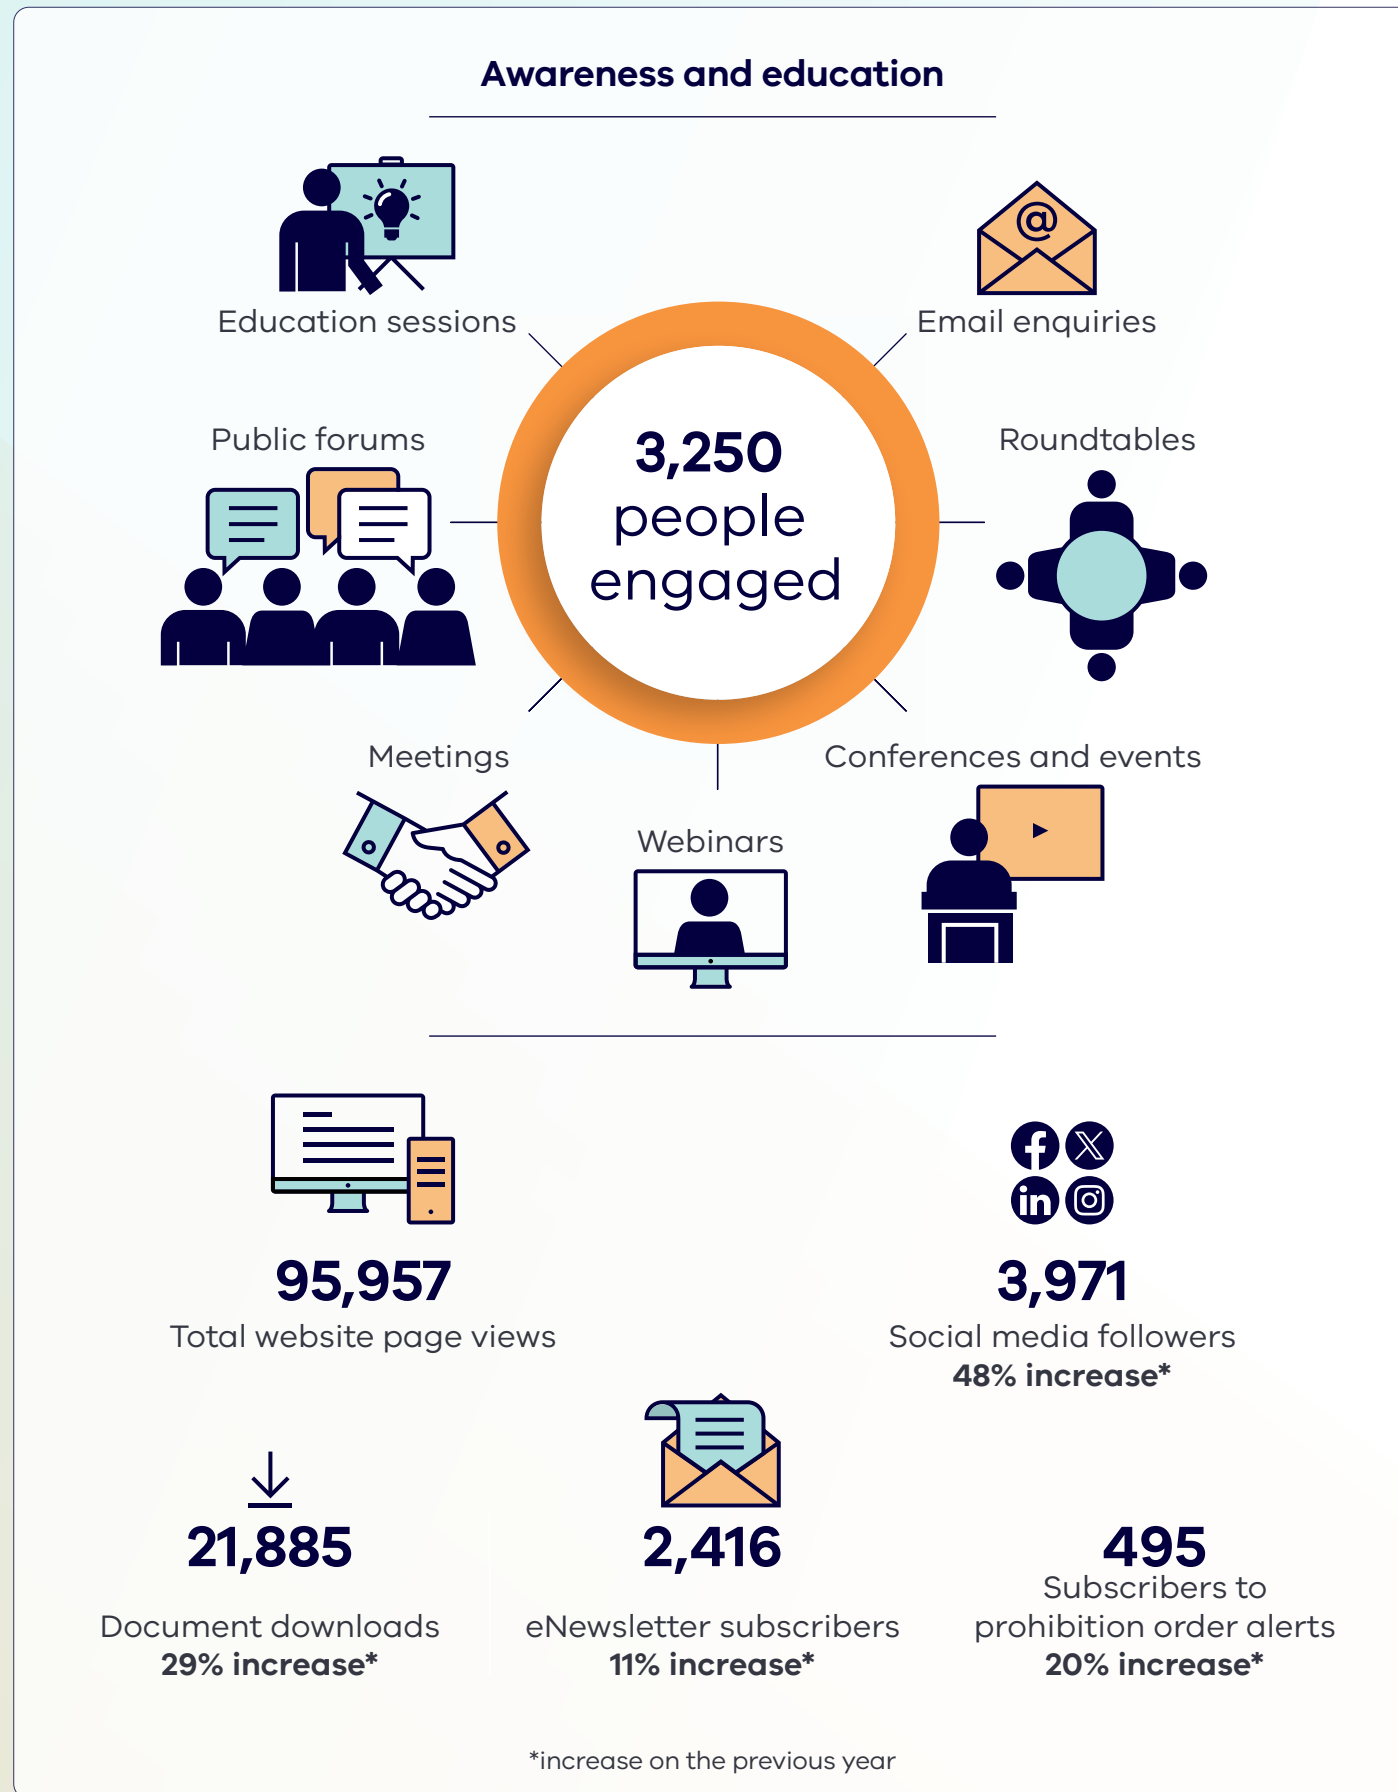 Awareness and education
Education sessions
Email enquiries
Public forums
Roundtables
3,250
people
engaged
Meetings
Conferences and events
Webinars
95,957
Total website page views
3,971
Social media followers
48% increase*
21,885
Document downloads
29% increase*
2,416
eNewsletter subscribers
11% increase*
495
Subscribers to
prohibition order alerts
20% increase*
*increase on the previous year